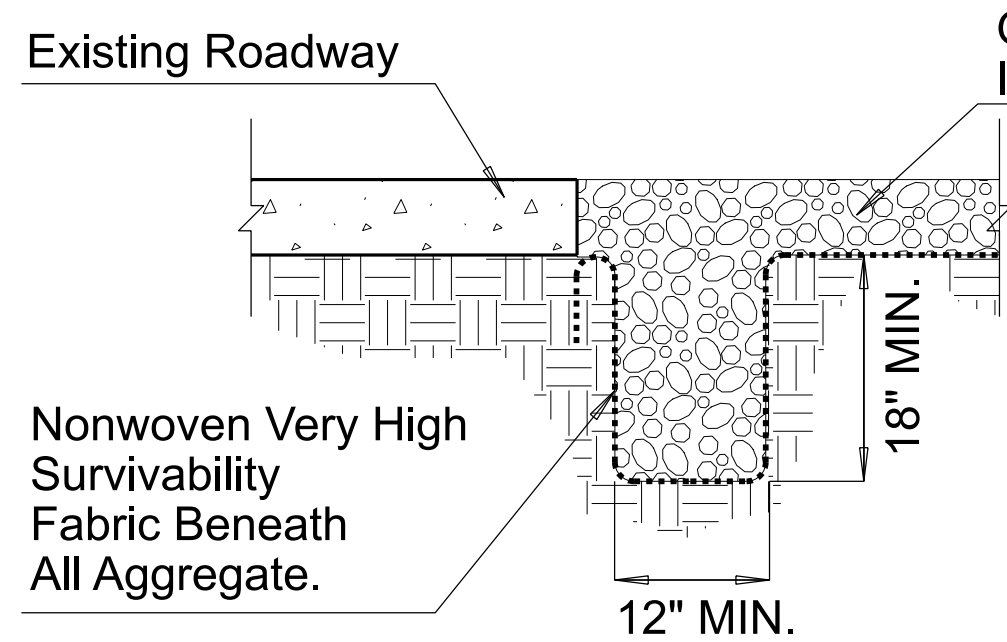 Existing Roadway
18" MIN.
Nonwoven Very High
Survivability
Fabric Beneath
All Aggregate.
12" MIN.